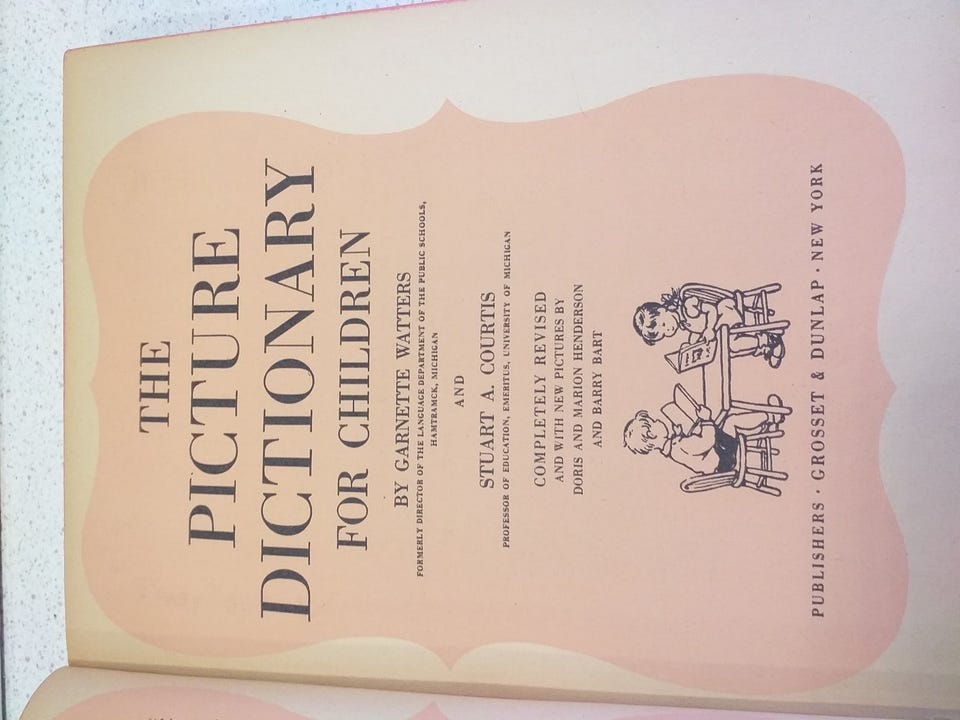 THE
PICTURE
DICTIONARY
FOR CHILDREN
BY GARNETTE WATTERS
FORMERLY DIRECTOR OF THE LANGUAGE DEPARTMENT OF THE PUBLIC SCHOOLS,
HAMTRAMCK, MICHIGAN
AND
STUART A. COURTIS
PROFESSOR OF EDUCATION, EMERITUS, UNIVERSITY OF MICHIGAN
COMPLETELY REVISED
AND WITH NEW PICTURES BY
DORIS AND MARION HENDERSON
AND BARRY BART
PUBLISHERS · GROSSET & DUNLAP · NEW YORK